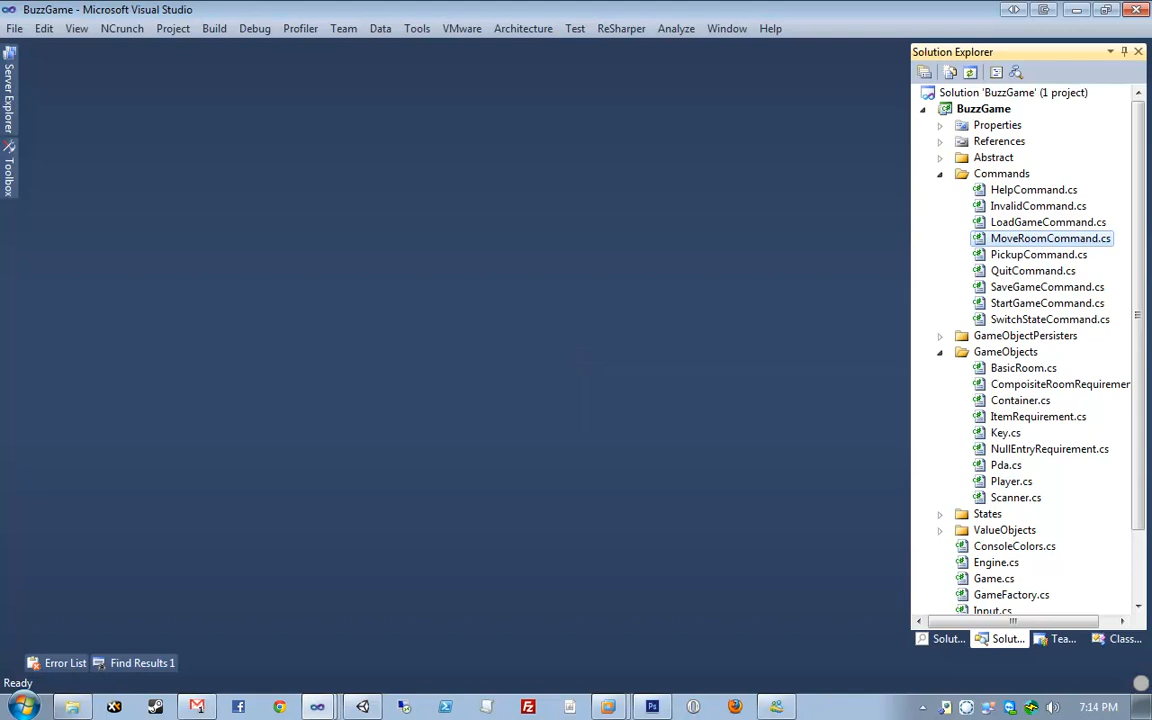 BuzzGame - Microsoft Visual Studio
File Edit View NCrunch Project Build Debug Profiler Team Data Tools VMware Architecture Test ReSharper Analyze Window Help
Server Explorer
Toolbox
Solution Explorer
Solution 'BuzzGame' (1 project)
BuzzGame
Properties
References
Abstract
Commands
HelpCommand.cs
InvalidCommand.cs
LoadGameCommand.cs
MoveRoomCommand.cs
PickupCommand.cs
QuitCommand.cs
SaveGameCommand.cs
StartGameCommand.cs
SwitchStateCommand.cs
GameObjectPersisters
GameObjects
BasicRoom.cs
CompoisiteRoomRequiremen
Container.cs
ItemRequirement.cs
Key.cs
NullEntryRequirement.cs
Pda.cs
Player.cs
Scanner.cs
States
ValueObjects
ConsoleColors.cs
Engine.cs
Game.cs
GameFactory.cs
Input.cs
Solut... Solut... Tea... Class...
Error List Find Results 1
Ready
7:14 PM